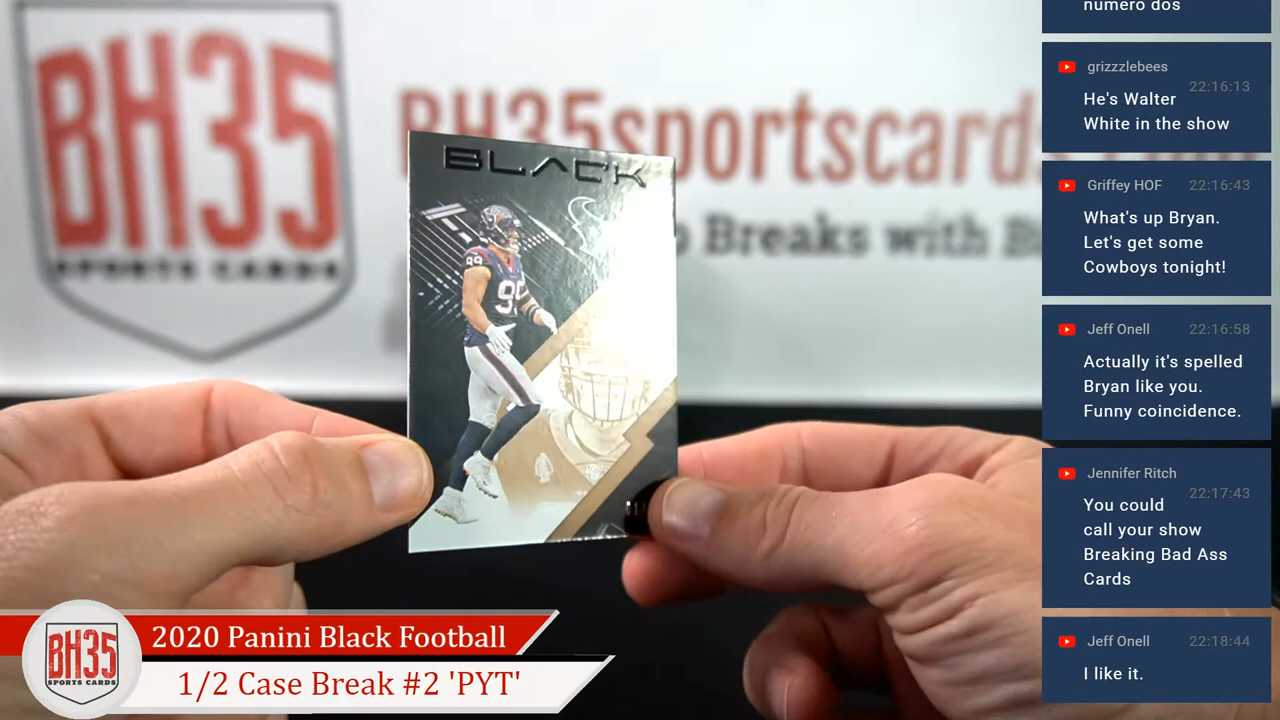 BH35
SPORTS CARDS
BH35sportscards
Breaks with
BLACK
99
99
2020 Panini Black Football
1/2 Case Break #2 'PYT'
BH35
SPORTS CARDS
numero dos
grizzzlebees
22:16:13
He's Walter
White in the show
Griffey HOF 22:16:43
What's up Bryan.
Let's get some
Cowboys tonight!
Jeff Onell 22:16:58
Actually it's spelled
Bryan like you.
Funny coincidence.
Jennifer Ritch
22:17:43
You could
call your show
Breaking Bad Ass
Cards
Jeff Onell 22:18:44
I like it.